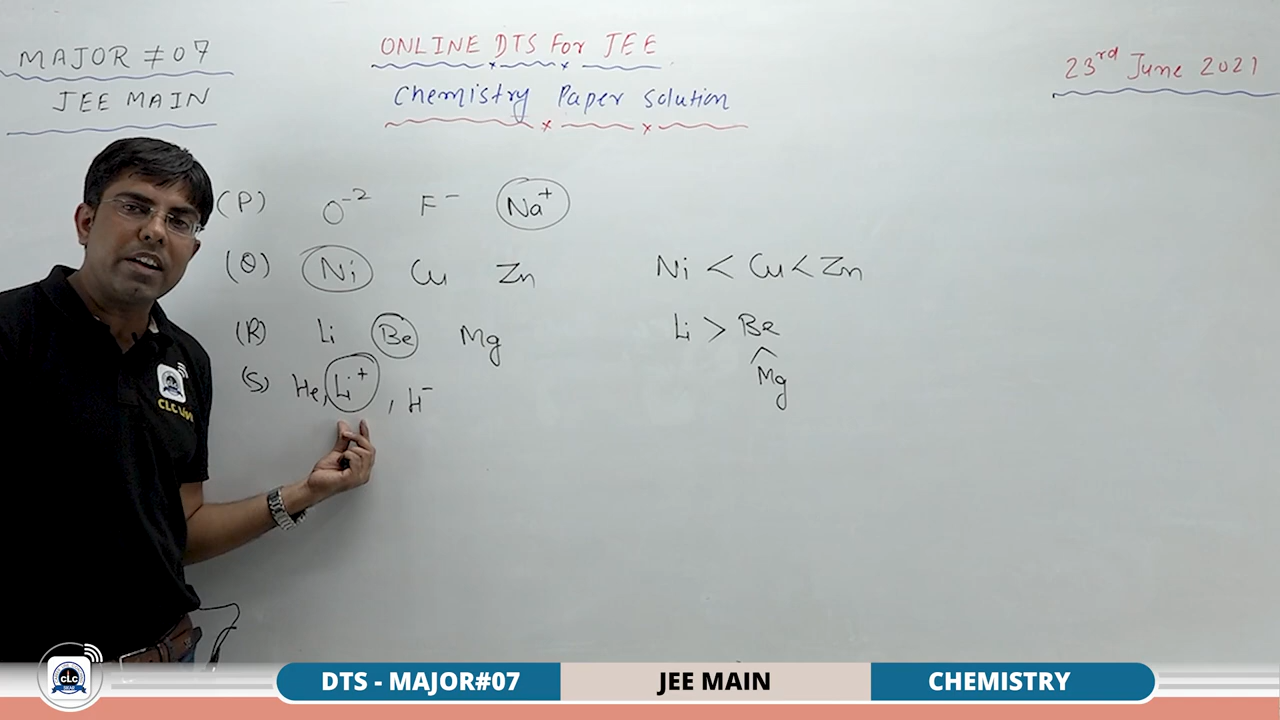 MAJOR # 07
JEE MAIN
ONLINE DTS For JEE
Chemistry Paper Solution
23rd June 2021
(P) O⁻² F⁻ Na⁺
(Q) Ni Cu Zn
Ni < Cu < Zn
(R) Li Be Mg
Li > Be
^
Mg
(S) He, Li⁺, H⁻
CLC
CLC
DTS - MAJOR#07
JEE MAIN
CHEMISTRY